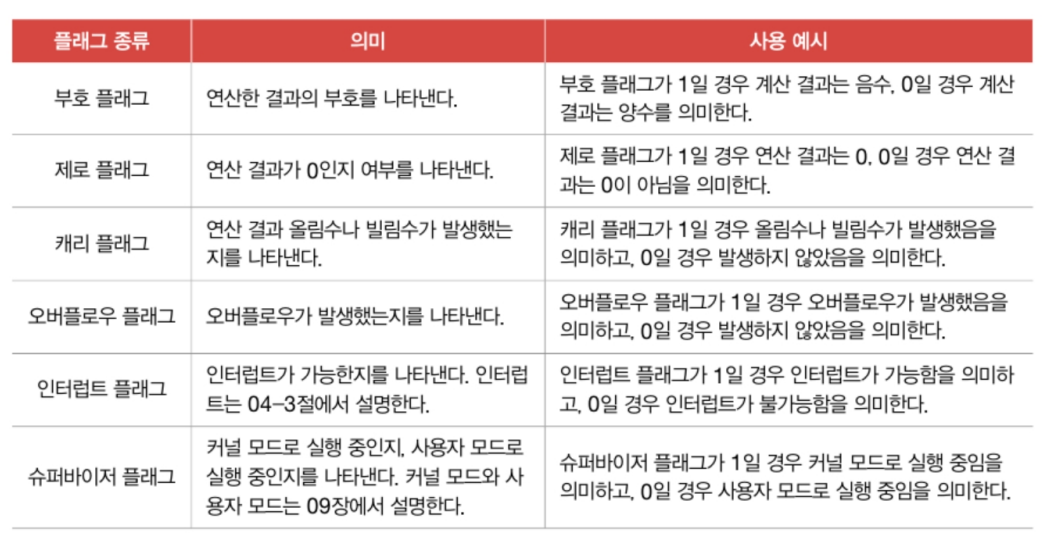 플래그 종류 의미 사용 예시
부호 플래그
연산한 결과의 부호를 나타낸다.
부호 플래그가 1일 경우 계산 결과는 음수, 0일 경우 계산
결과는 양수를 의미한다.
제로 플래그
연산 결과가 0인지 여부를 나타낸다.
제로 플래그가 1일 경우 연산 결과는 0, 0일 경우 연산 결
과는 0이 아님을 의미한다.
캐리 플래그
연산 결과 올림수나 빌림수가 발생했는
지를 나타낸다.
캐리 플래그가 1일 경우 올림수나 빌림수가 발생했음을
의미하고, 0일 경우 발생하지 않았음을 의미한다.
오버플로우 플래그
오버플로우가 발생했는지를 나타낸다.
오버플로우 플래그가 1일 경우 오버플로우가 발생했음을
의미하고, 0일 경우 발생하지 않았음을 의미한다.
인터럽트 플래그
인터럽트가 가능한지를 나타낸다. 인터럽
트는 04-3절에서 설명한다.
인터럽트 플래그가 1일 경우 인터럽트가 가능함을 의미하
고, 0일 경우 인터럽트가 불가능함을 의미한다.
슈퍼바이저 플래그
커널 모드로 실행 중인지, 사용자 모드로
실행 중인지를 나타낸다. 커널 모드와 사
용자 모드는 09장에서 설명한다.
슈퍼바이저 플래그가 1일 경우 커널 모드로 실행 중임을
의미하고, 0일 경우 사용자 모드로 실행 중임을 의미한다.